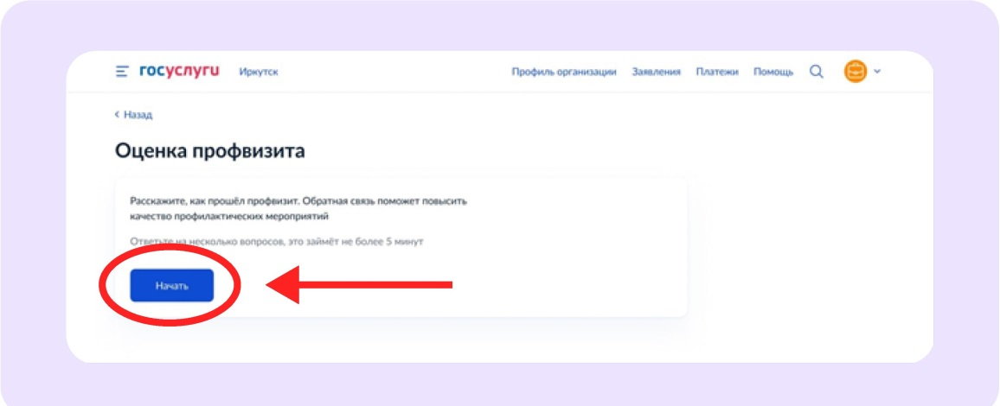 госуслуги Иркутск Профиль организации Заявления Платежи Помощь
Назад
Оценка профвизита
Расскажите, как прошёл профвизит. Обратная связь поможет повысить
качество профилактических мероприятий
Ответьте на несколько вопросов, это займёт не более 5 минут
Начать